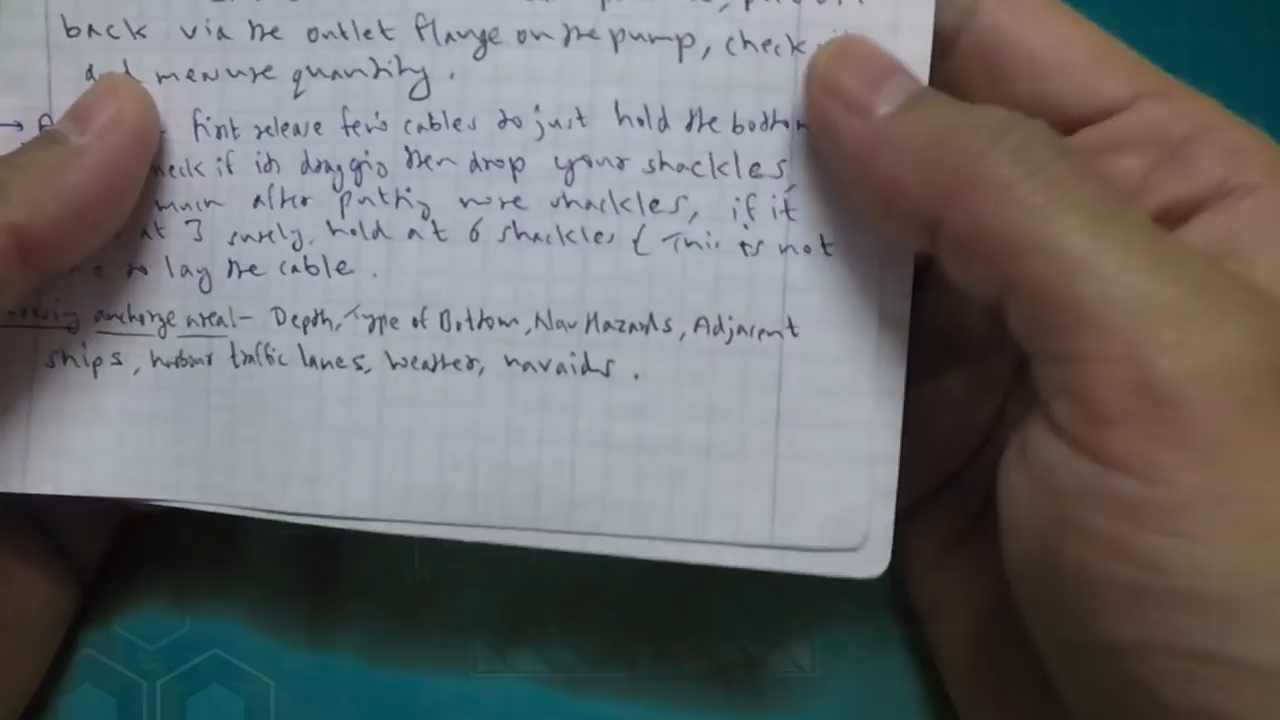 back via the outlet flange on the pump, check
and measure quantity.
→ first release few cables to just hold the bottom
check if its dragging then drop your shackles,
much after putting more shackles, if it
at 3 surely, hold at 6 shackles (This is not
to lay the cable.
anchorge area:- Depth, Type of Bottom, Nav Hazards, Adjacent
ships, harbour traffic lanes, weather, navaids.